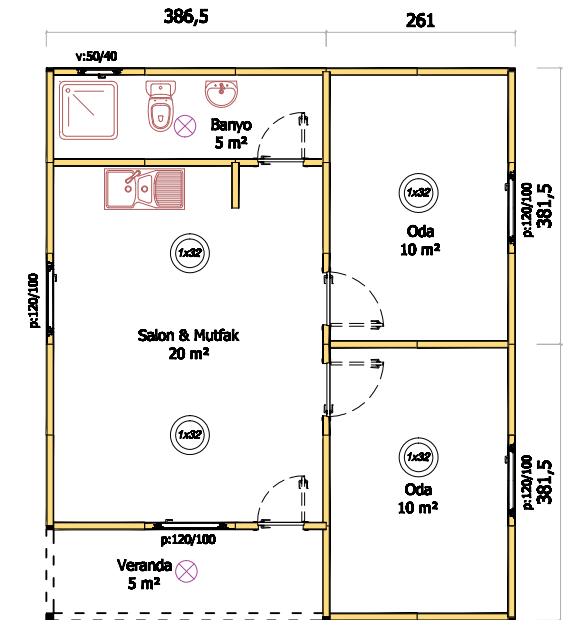 386,5
261
v:50/40
Banyo
5 m²
1x32
Oda
10 m²
p:120/100
381,5
1x32
p:120/100
Salon & Mutfak
20 m²
1x32
1x32
Oda
10 m²
p:120/100
381,5
p:120/100
Veranda
5 m²